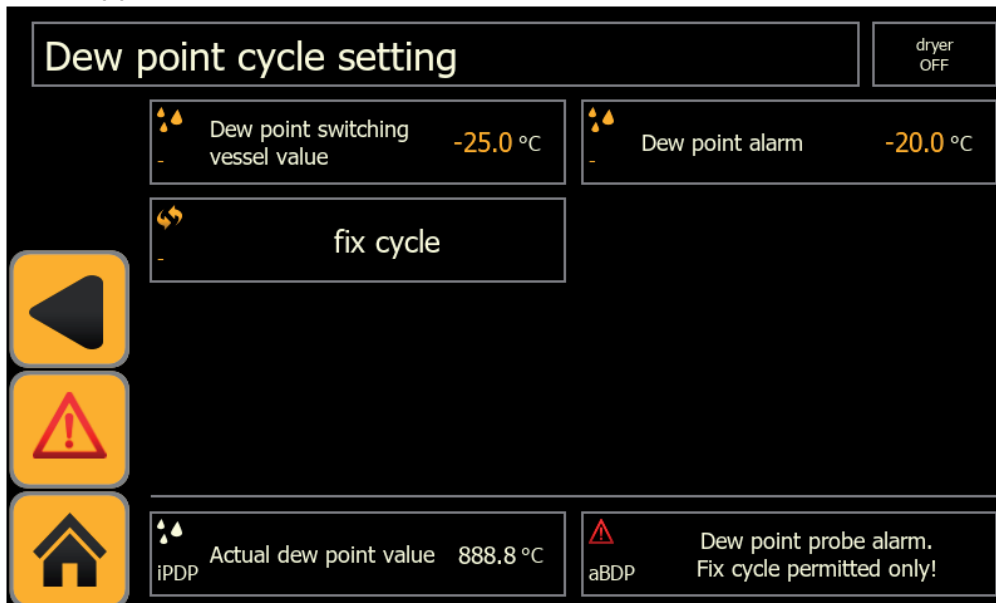 Dew point cycle setting
dryer
OFF
Dew point switching
vessel value
-25.0 °C
-
Dew point alarm
-20.0 °C
-
fix cycle
-
Actual dew point value
888.8 °C
iPDP
Dew point probe alarm.
Fix cycle permitted only!
aBDP